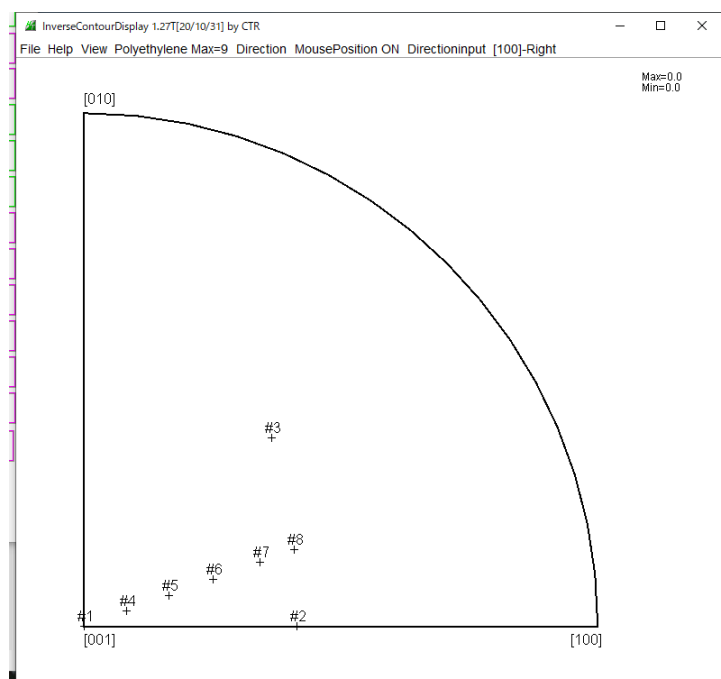 InverseContourDisplay 1.27T[20/10/31] by CTR
File Help View Polyethylene Max=9 Direction MousePosition ON Directioninput [100]-Right
Max=0.0
Min=0.0
[010]
#3
#8
#7
#6
#5
#4
#1
#2
[001]
[100]